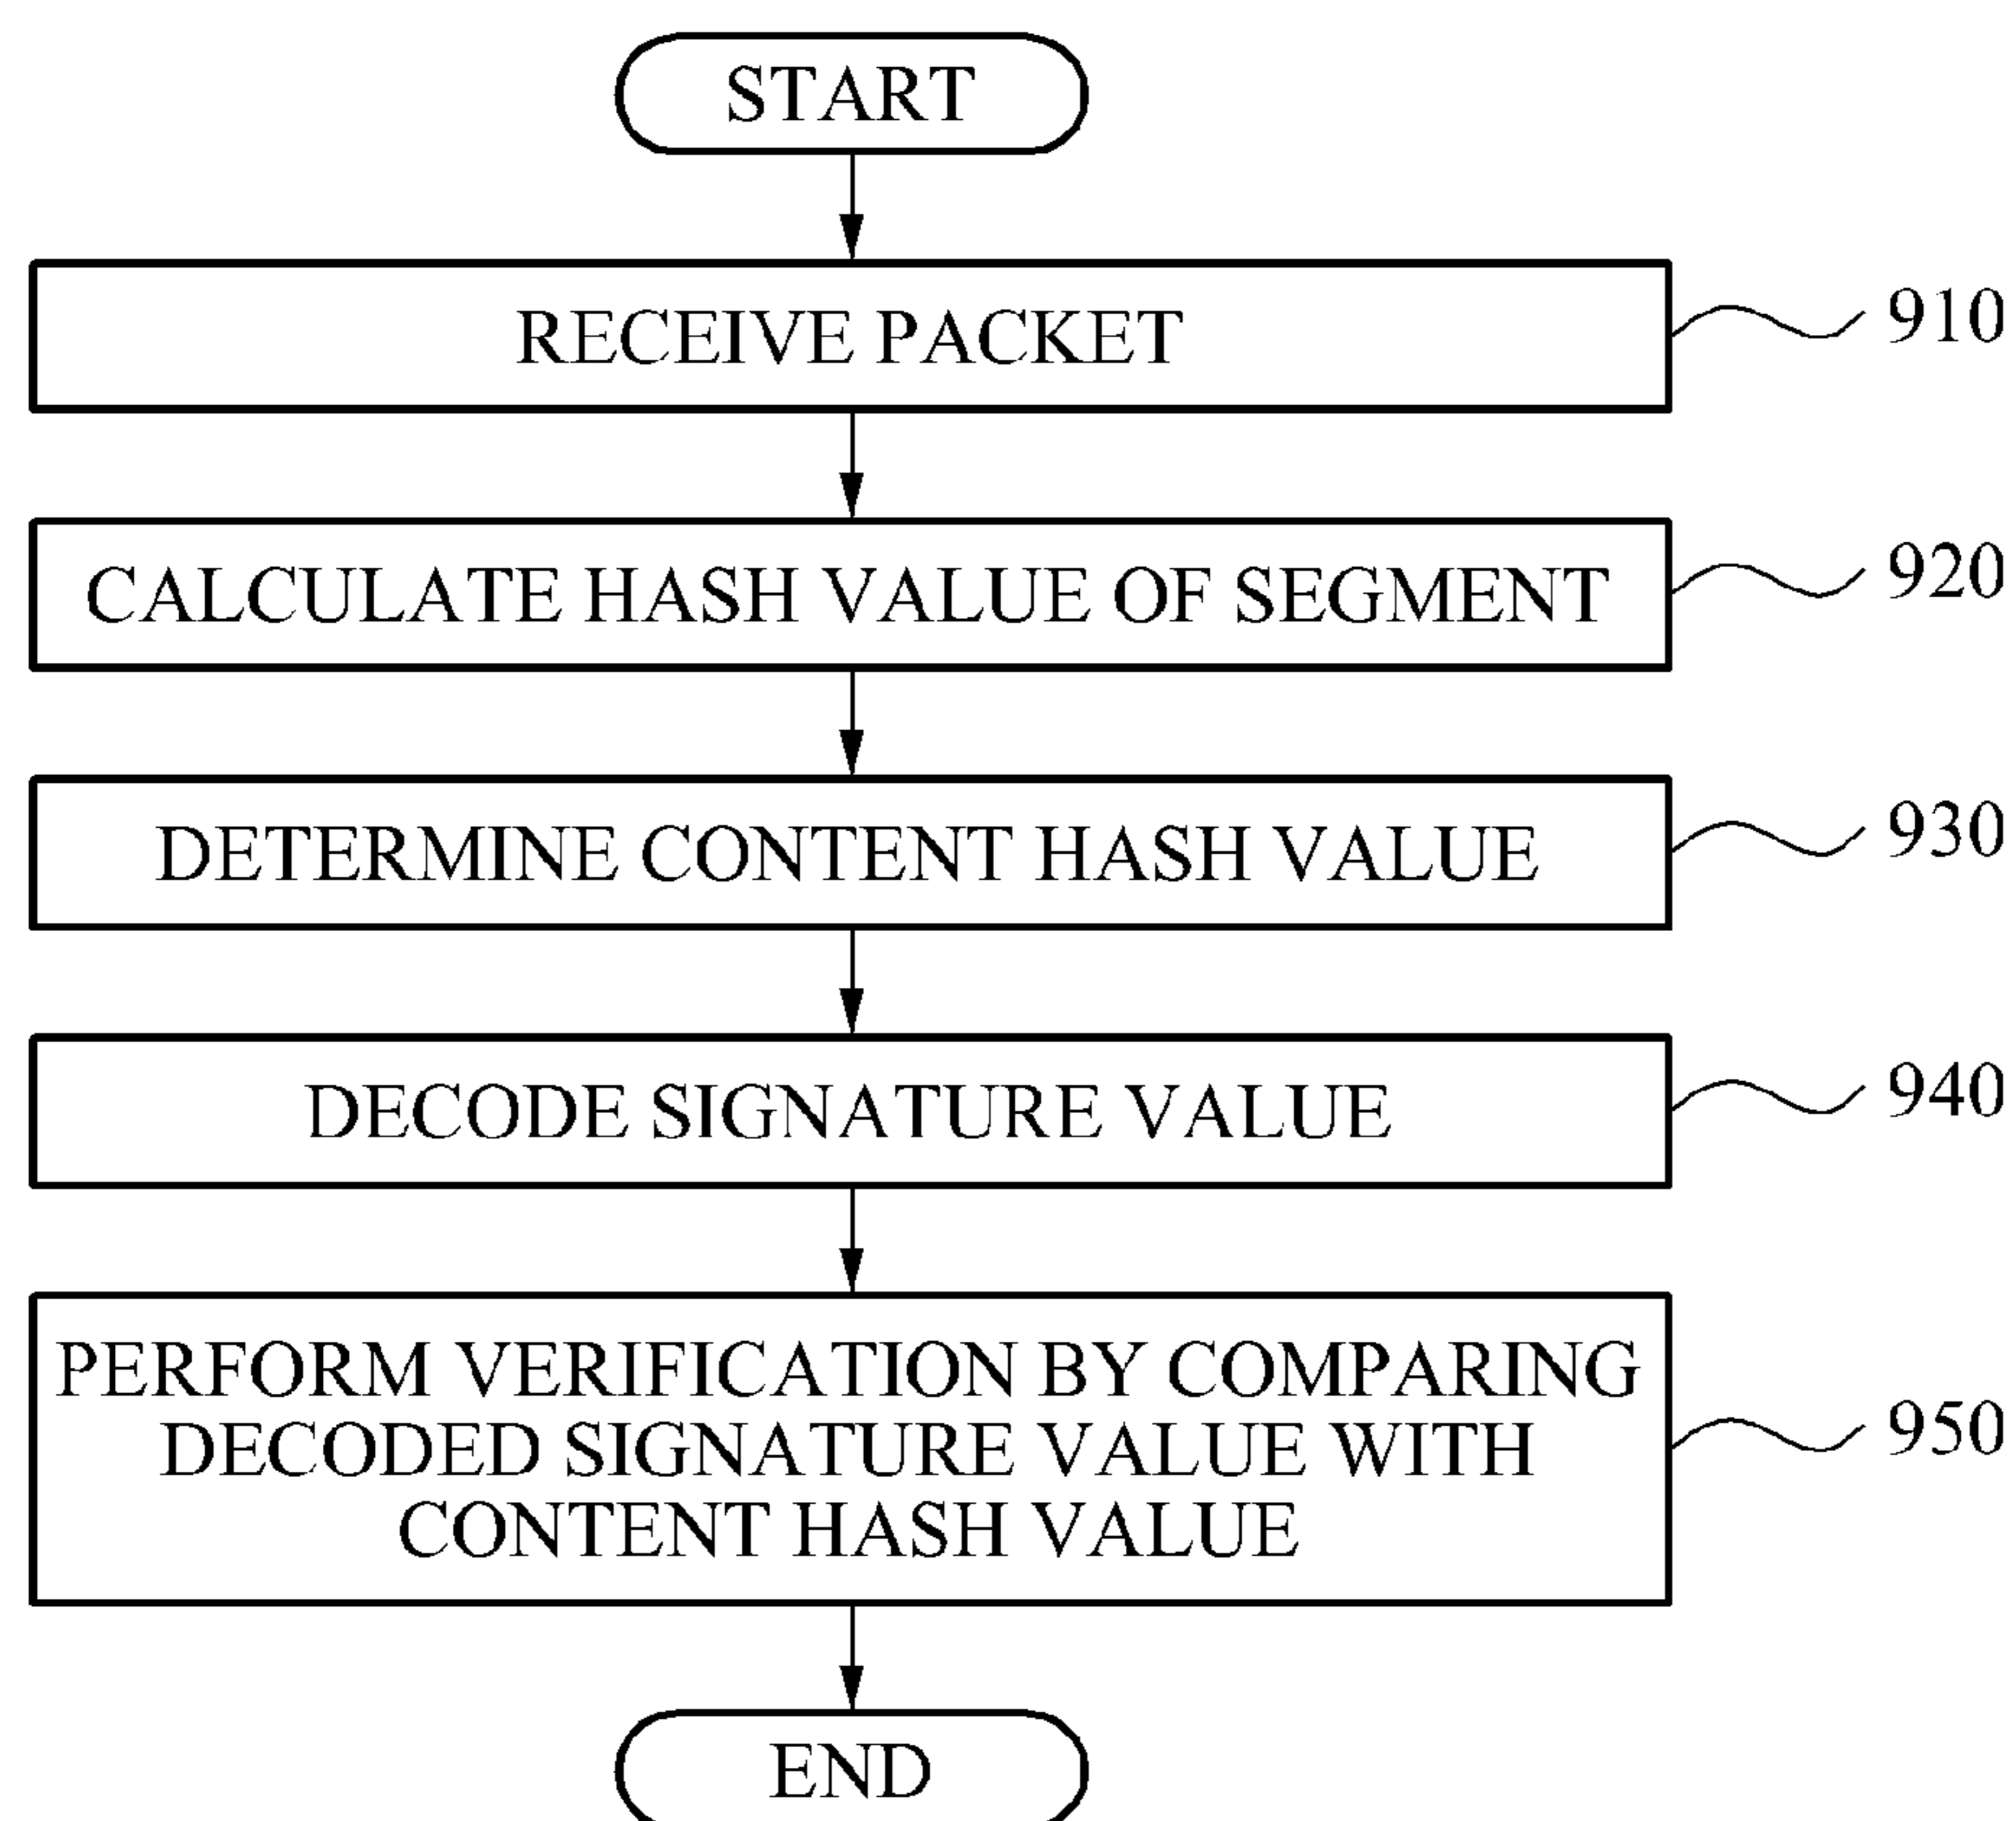 START
RECEIVE PACKET
910
CALCULATE HASH VALUE OF SEGMENT
920
DETERMINE CONTENT HASH VALUE
930
DECODE SIGNATURE VALUE
940
PERFORM VERIFICATION BY COMPARING
DECODED SIGNATURE VALUE WITH
CONTENT HASH VALUE
950
END